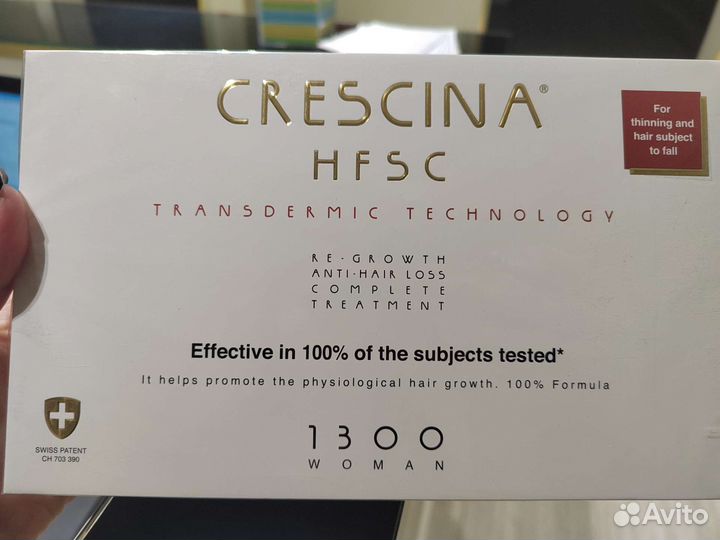 CRESCINA®
HFSC
For
thinning and
hair subject
to fall
TRANSDERMIC TECHNOLOGY
RE-GROWTH
ANTI-HAIR LOSS
COMPLETE
TREATMENT
Effective in 100% of the subjects tested*
It helps promote the physiological hair growth. 100% Formula
SWISS PATENT
CH 703 390
1300
WOMAN
Avito